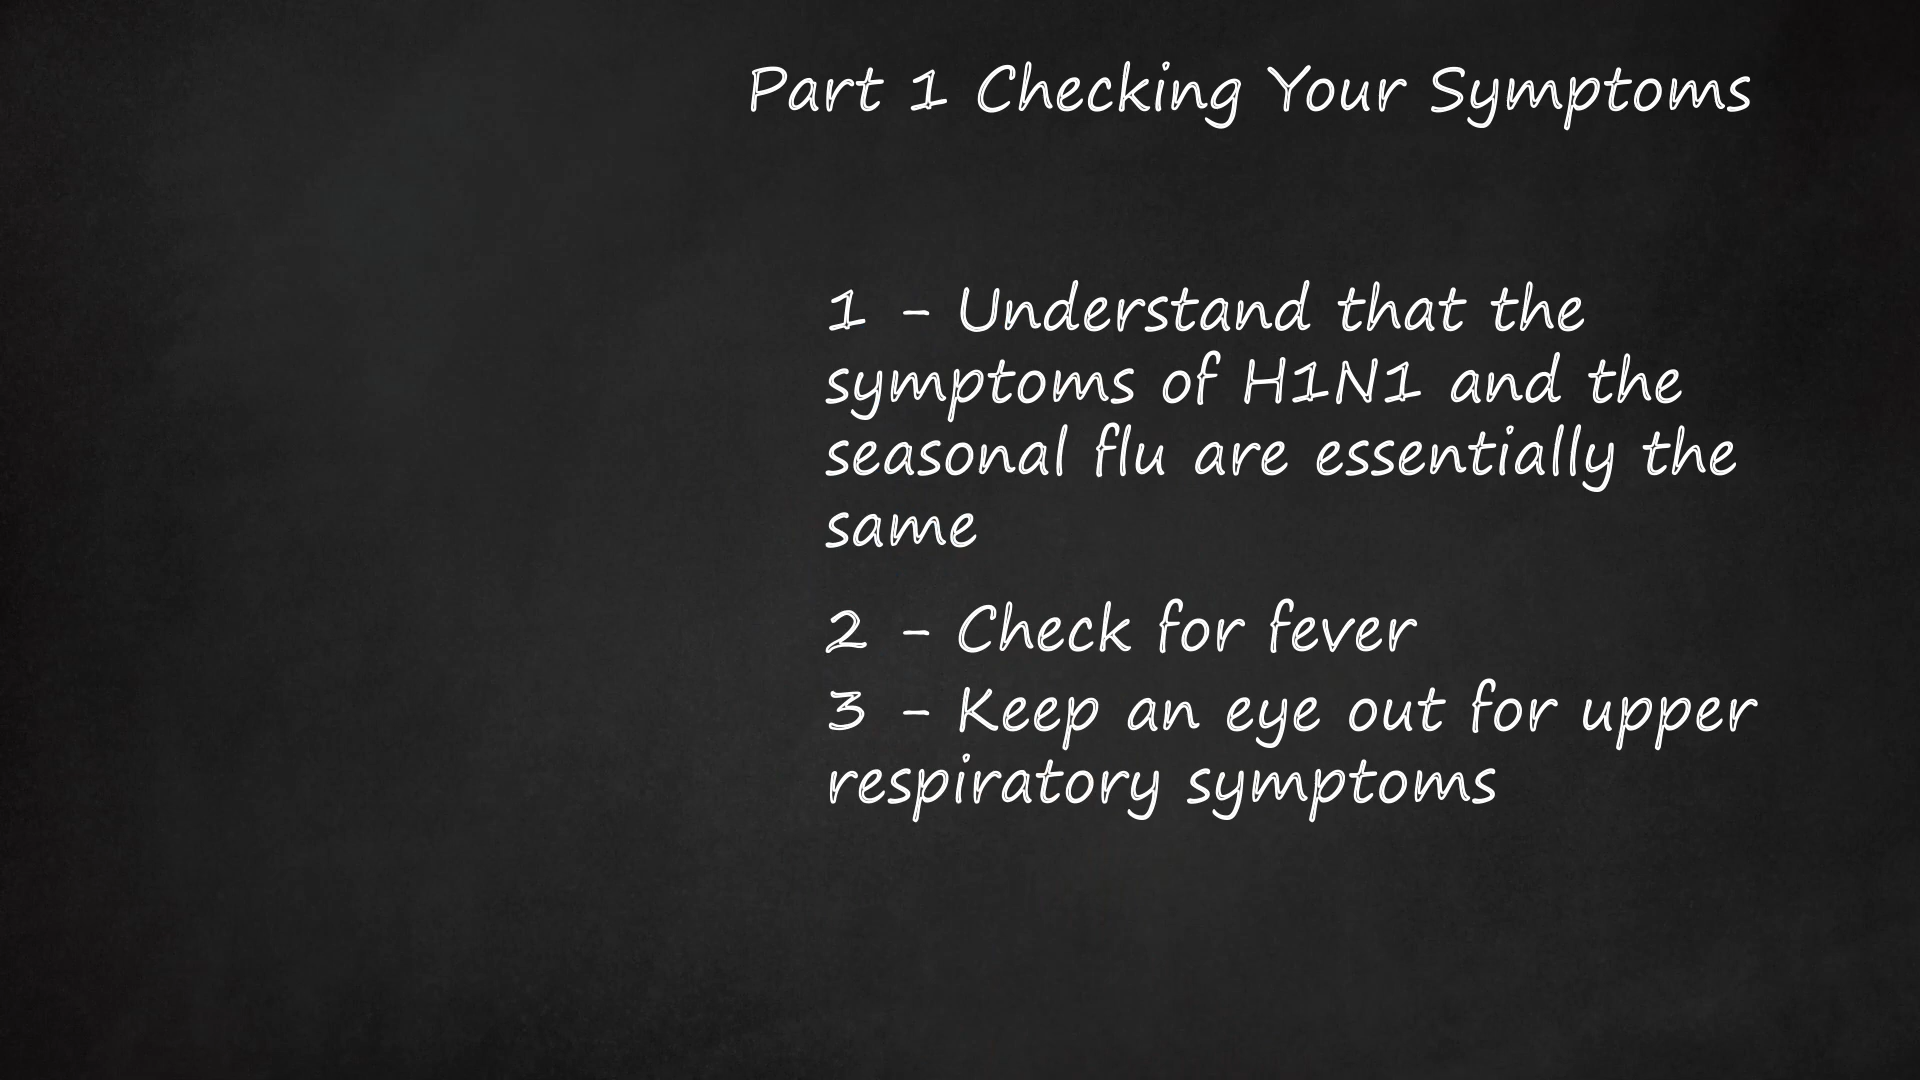 Part 1 Checking Your Symptoms
1 - Understand that the
symptoms of H1N1 and the
seasonal flu are essentially the
same
2 - Check for fever
3 - Keep an eye out for upper
respiratory symptoms